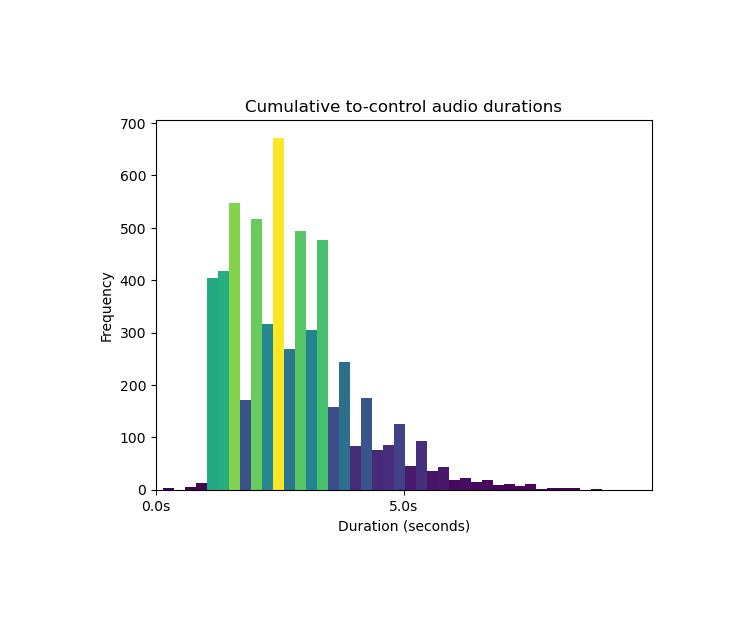 Cumulative to-control audio durations
700
600
500
400
300
200
100
0
Frequency
0.0s 5.0s
Duration (seconds)